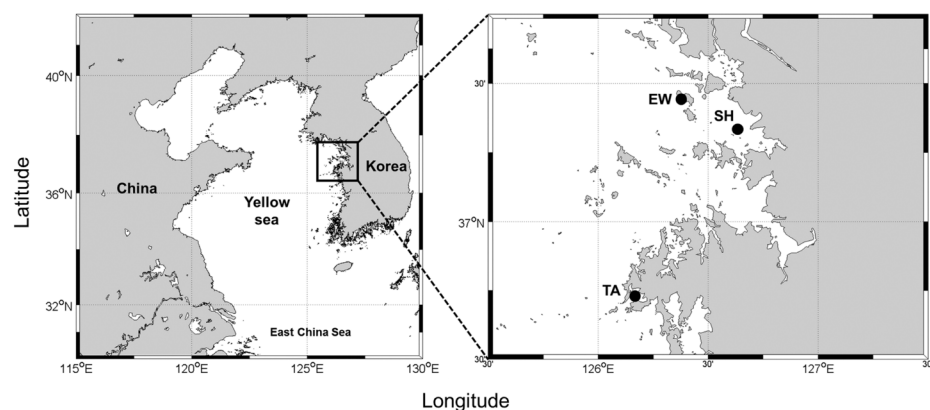 40°N
36°N
32°N
115°E
120°E
125°E
130°E
China
Korea
Yellow
sea
East China Sea
Latitude
Longitude
30'
37°N
30'
30'
126°E
30'
127°E
30
EW
SH
TA